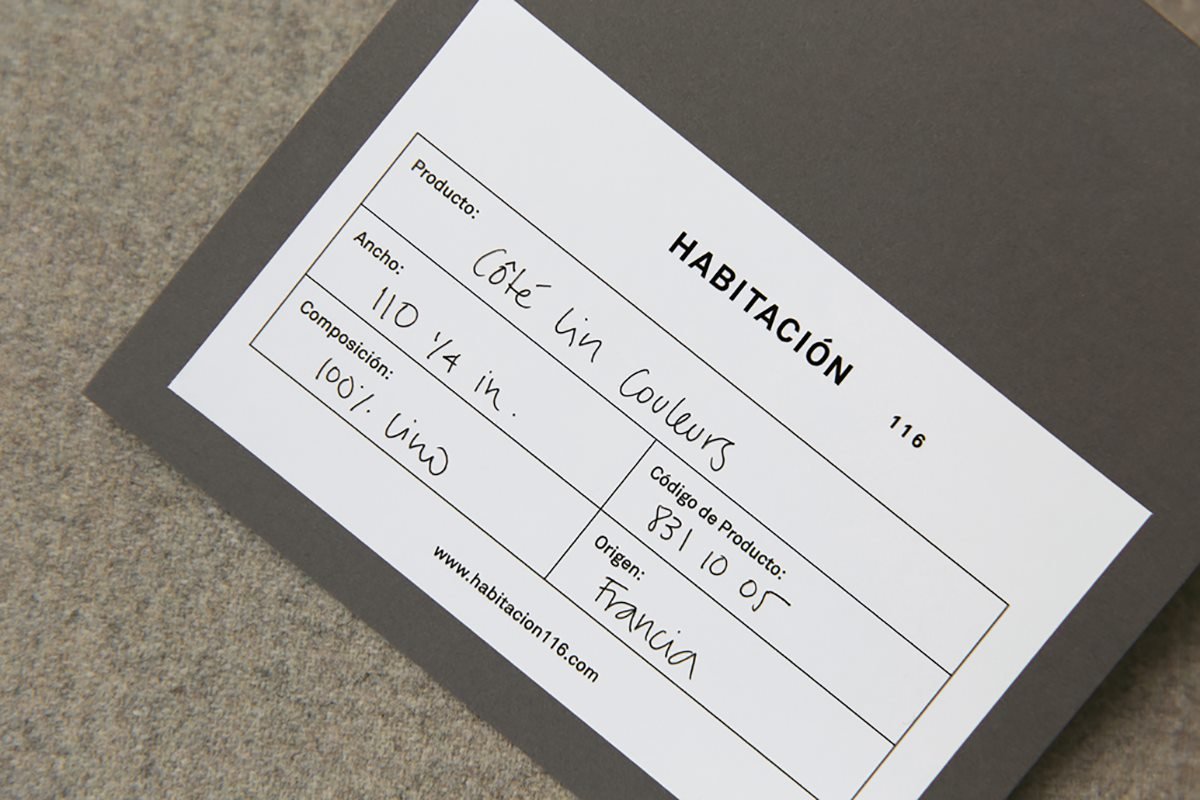 HABITACIÓN 116
Producto:
Côté Lin Couleurs
Ancho:
110 1/4 in.
Código de Producto:
831 10 05
Composición:
100% Lino
Origen:
Francia
www.habitacion116.com